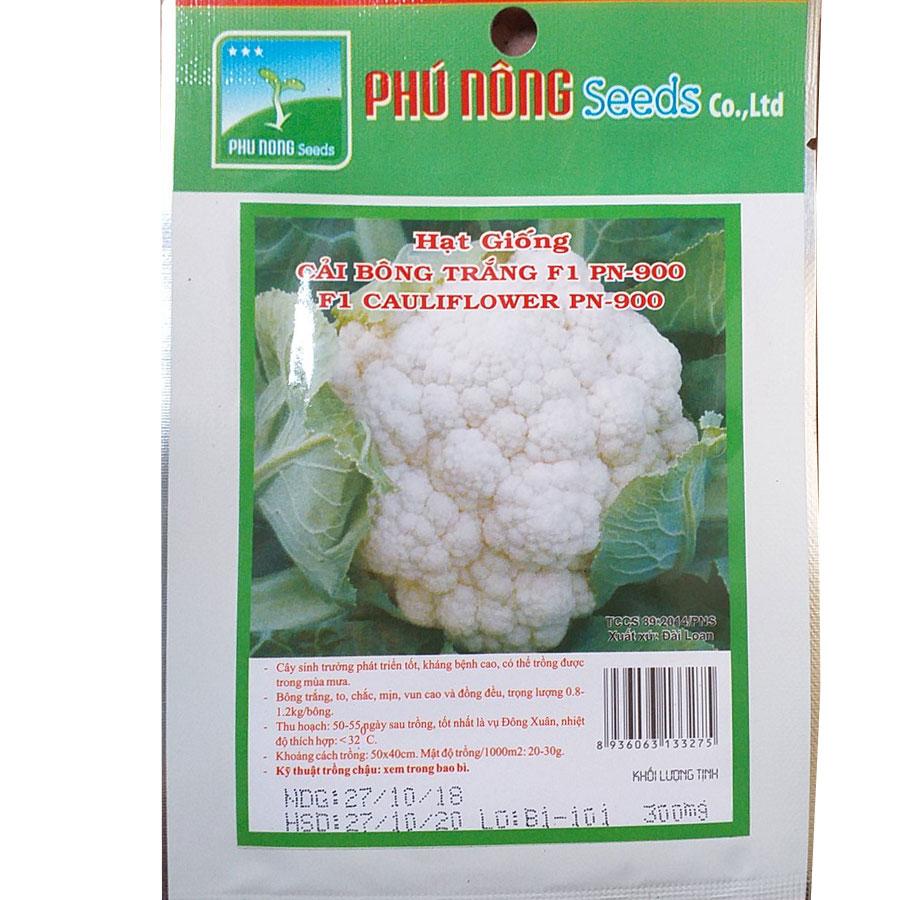 PHÚ NÔNG Seeds Co.,Ltd
PHU NONG Seeds
Hạt Giống
CẢI BÔNG TRẮNG F1 PN-900
F1 CAULIFLOWER PN-900
TCCS 89:2014/PNS
Xuất xứ: Đài Loan
- Cây sinh trưởng phát triển tốt, kháng bệnh cao, có thể trồng được
trong mùa mưa.
- Bông trắng, to, chắc, mịn, vun cao và đồng đều, trọng lượng 0.8-
1.2kg/bông.
- Thu hoạch: 50-55 ngày sau trồng, tốt nhất là vụ Đông Xuân, nhiệt
độ thích hợp: < 32°C.
- Khoảng cách trồng: 50x40cm. Mật độ trồng/1000m2: 20-30g.
- Kỹ thuật trồng chậu: xem trong bao bì.
8 936063 133275
KHỐI LƯỢNG TỊNH
NDG:27/10/18
HSD:27/10/20 LO:B1-101 300mg